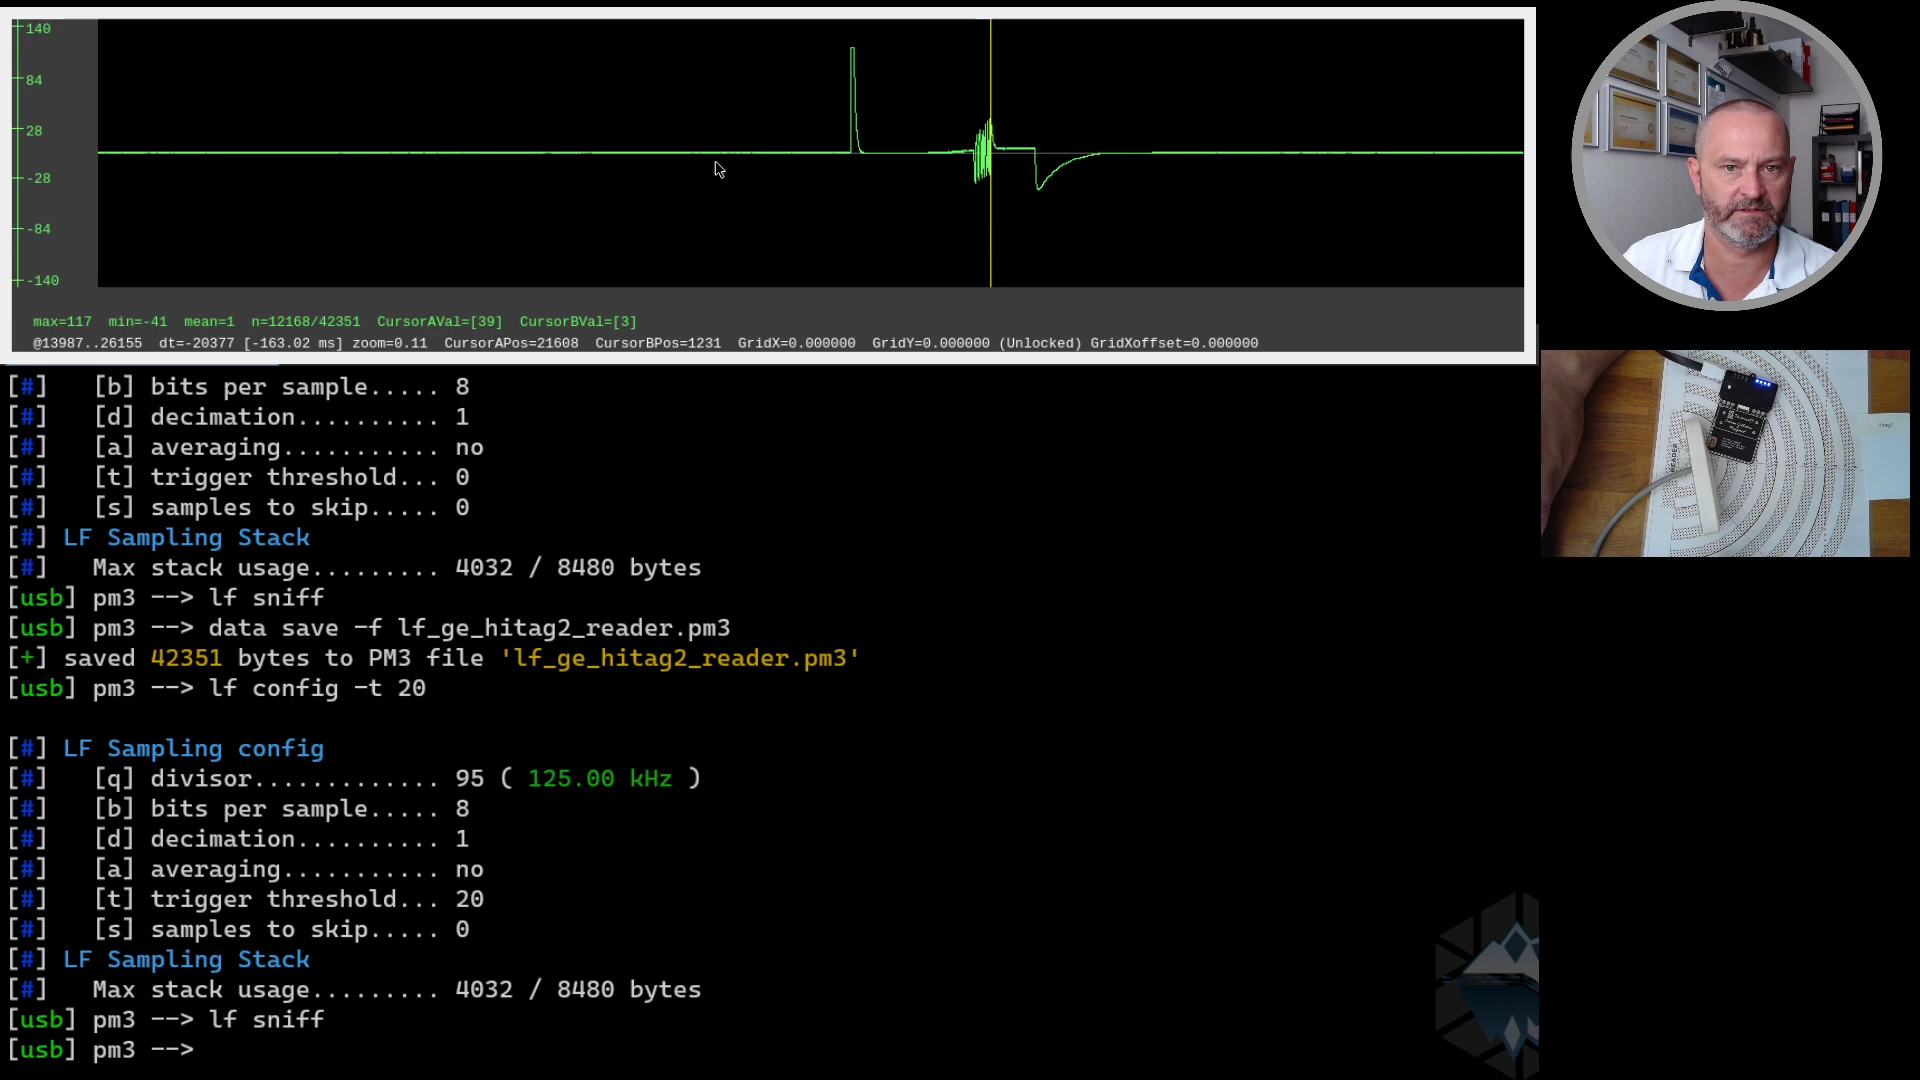 140
84
28
-28
-84
-140
max=117 min=-41 mean=1 n=12168/42351 CursorAVal=[39] CursorBVal=[3]
@13987..26155 dt=-20377 [-163.02 ms] zoom=0.11 CursorAPos=21608 CursorBPos=1231 GridX=0.000000 GridY=0.000000 (Unlocked) GridXoffset=0.000000
[#] [b] bits per sample..... 8
[#] [d] decimation.......... 1
[#] [a] averaging........... no
[#] [t] trigger threshold... 0
[#] [s] samples to skip..... 0
[#] LF Sampling Stack
[#] Max stack usage......... 4032 / 8480 bytes
[usb] pm3 --> lf sniff
[usb] pm3 --> data save -f lf_ge_hitag2_reader.pm3
[+] saved 42351 bytes to PM3 file 'lf_ge_hitag2_reader.pm3'
[usb] pm3 --> lf config -t 20
[#] LF Sampling config
[#] [q] divisor............. 95 ( 125.00 kHz )
[#] [b] bits per sample..... 8
[#] [d] decimation.......... 1
[#] [a] averaging........... no
[#] [t] trigger threshold... 20
[#] [s] samples to skip..... 0
[#] LF Sampling Stack
[#] Max stack usage......... 4032 / 8480 bytes
[usb] pm3 --> lf sniff
[usb] pm3 -->